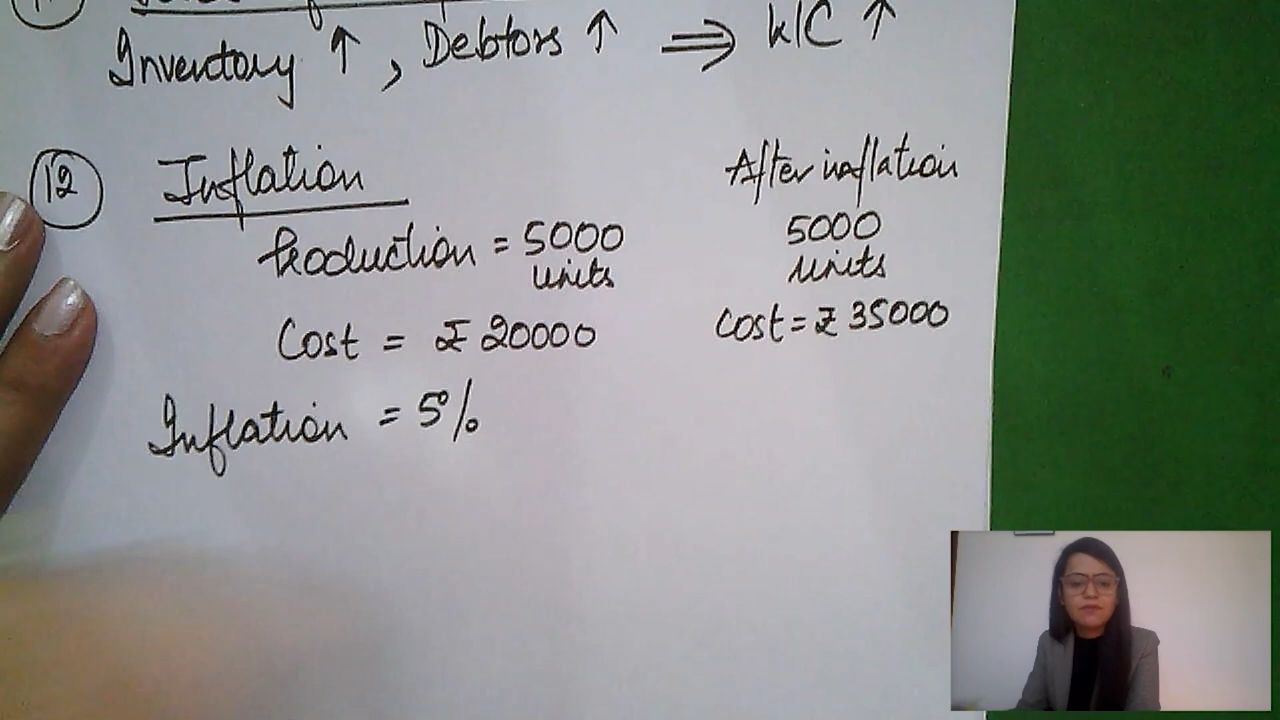 Inventory ↑, Debtors ↑ ⇒ W/C ↑
12 Inflation
After inflation
Production = 5000 units
5000 units
Cost = ₹ 20000
Cost = ₹ 35000
Inflation = 5%